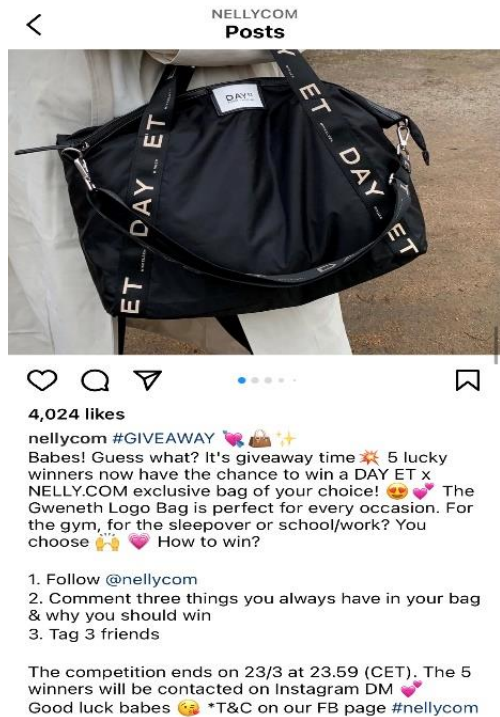 NELLYCOM
Posts
DAY ET
ET
DAY
ET
ET
DAY
ET
4,024 likes
nellycom #GIVEAWAY 💘 👜 ✨
Babes! Guess what? It's giveaway time 💥 5 lucky
winners now have the chance to win a DAY ET x
NELLY.COM exclusive bag of your choice! 😍 💕 The
Gweneth Logo Bag is perfect for every occasion. For
the gym, for the sleepover or school/work? You
choose 🙌 💗 How to win?
1. Follow @nellycom
2. Comment three things you always have in your bag
& why you should win
3. Tag 3 friends
The competition ends on 23/3 at 23.59 (CET). The 5
winners will be contacted on Instagram DM 💕
Good luck babes 😘 *T&C on our FB page #nellycom